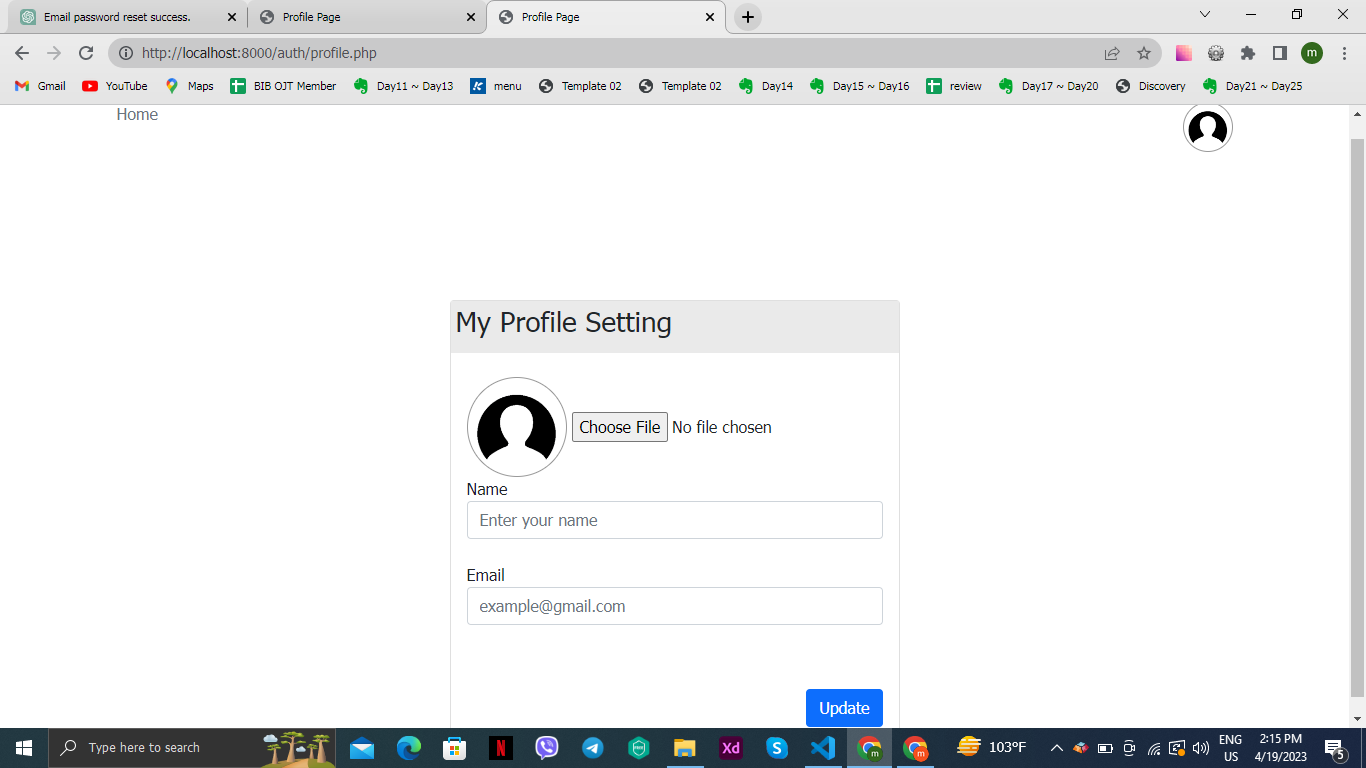 Email password reset success.
Profile Page
Profile Page
http://localhost:8000/auth/profile.php
m
Gmail
YouTube
Maps
BIB OJT Member
Day11 ~ Day13
menu
Template 02
Template 02
Day14
Day15 ~ Day16
review
Day17 ~ Day20
Discovery
Day21 ~ Day25
Home
My Profile Setting
Choose File No file chosen
Name
Enter your name
Email
example@gmail.com
Update
Type here to search
N
Xd
S
m
m
103°F
ENG
US
2:15 PM
4/19/2023
5